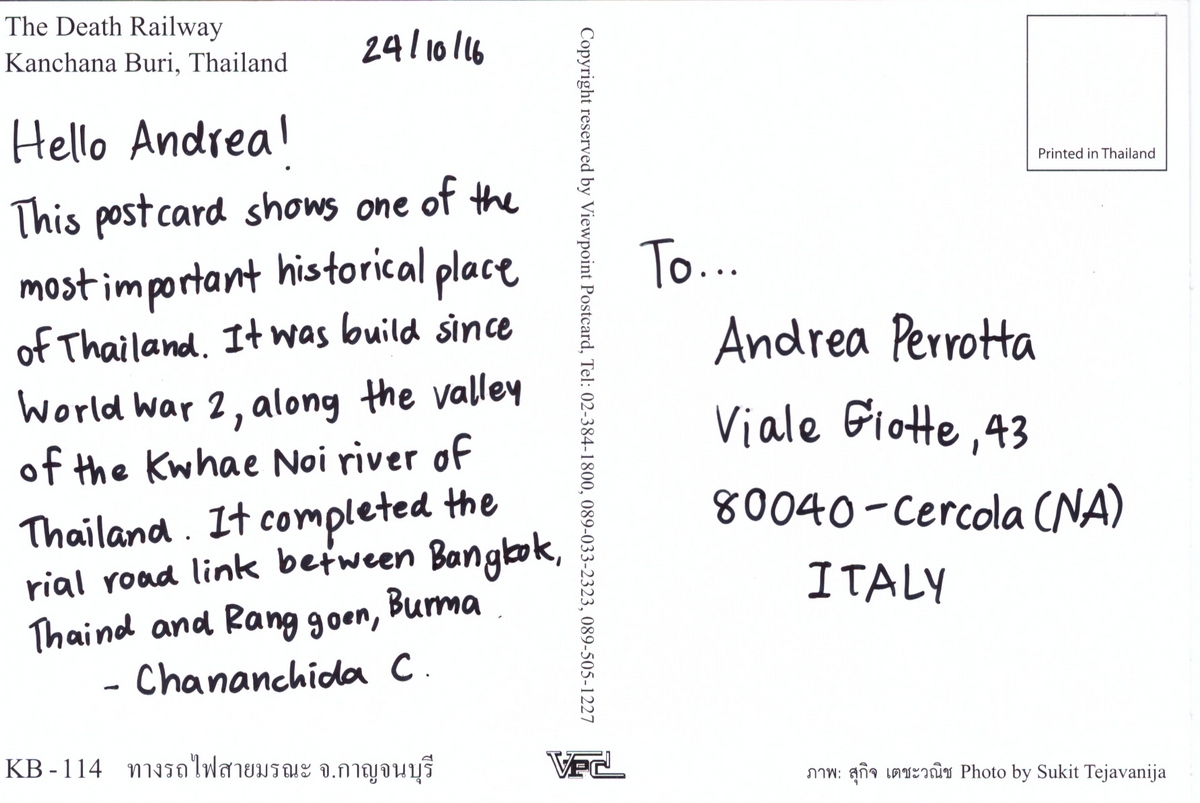 The Death Railway
Kanchana Buri, Thailand
24/10/16
Hello Andrea!
This postcard shows one of the
most important historical place
of Thailand. It was build since
World War 2, along the valley
of the Kwhae Noi river of
Thailand. It completed the
rial road link between Bangkok,
Thaind and Ranggoen, Burma
- Chananchida C.
KB - 114 ทางรถไฟสายมรณะ จ.กาญจนบุรี
Copyright reserved by Viewpoint Postcard, Tel: 02-384-1800, 089-033-2323, 089-505-1227
VPC
Printed in Thailand
To...
Andrea Perrotta
Viale Giotte, 43
80040 - Cercola (NA)
ITALY
ภาพ: สุกิจ เตชะวณิช Photo by Sukit Tejavanija